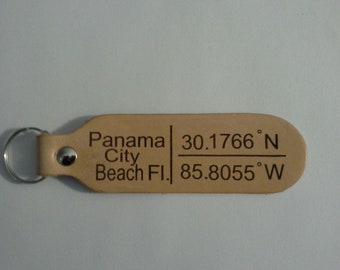 Panama
City
Beach Fl.
30.1766°N
85.8055°W